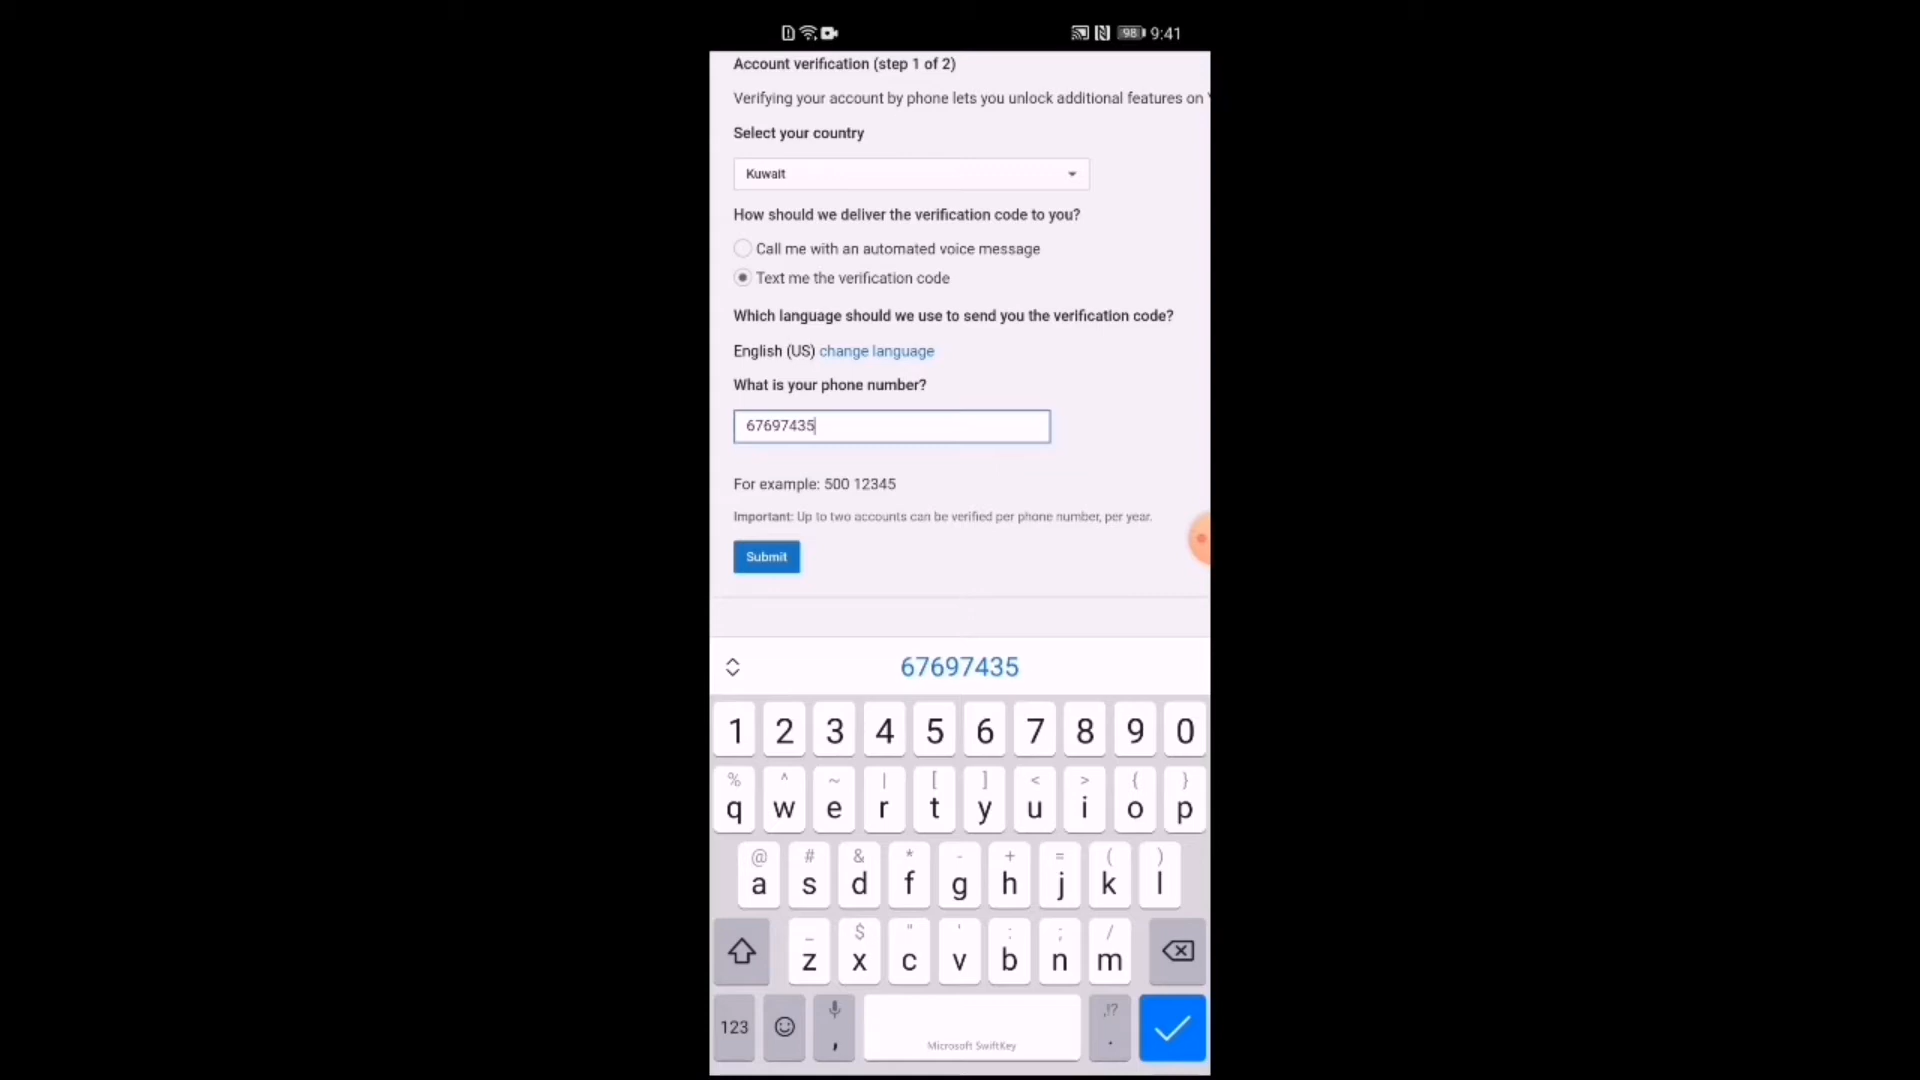 98 9:41
Account verification (step 1 of 2)
Verifying your account by phone lets you unlock additional features on
Select your country
Kuwait
How should we deliver the verification code to you?
Call me with an automated voice message
Text me the verification code
Which language should we use to send you the verification code?
English (US) change language
What is your phone number?
67697435
For example: 500 12345
Important: Up to two accounts can be verified per phone number, per year.
Submit
67697435
1 2 3 4 5 6 7 8 9 0
% ^ ~ | [ ] < > { }
q w e r t y u i o p
@ # & * - + = ( )
a s d f g h j k l
_ $ " ' : ; /
z x c v b n m
,!?
123 , Microsoft SwiftKey .